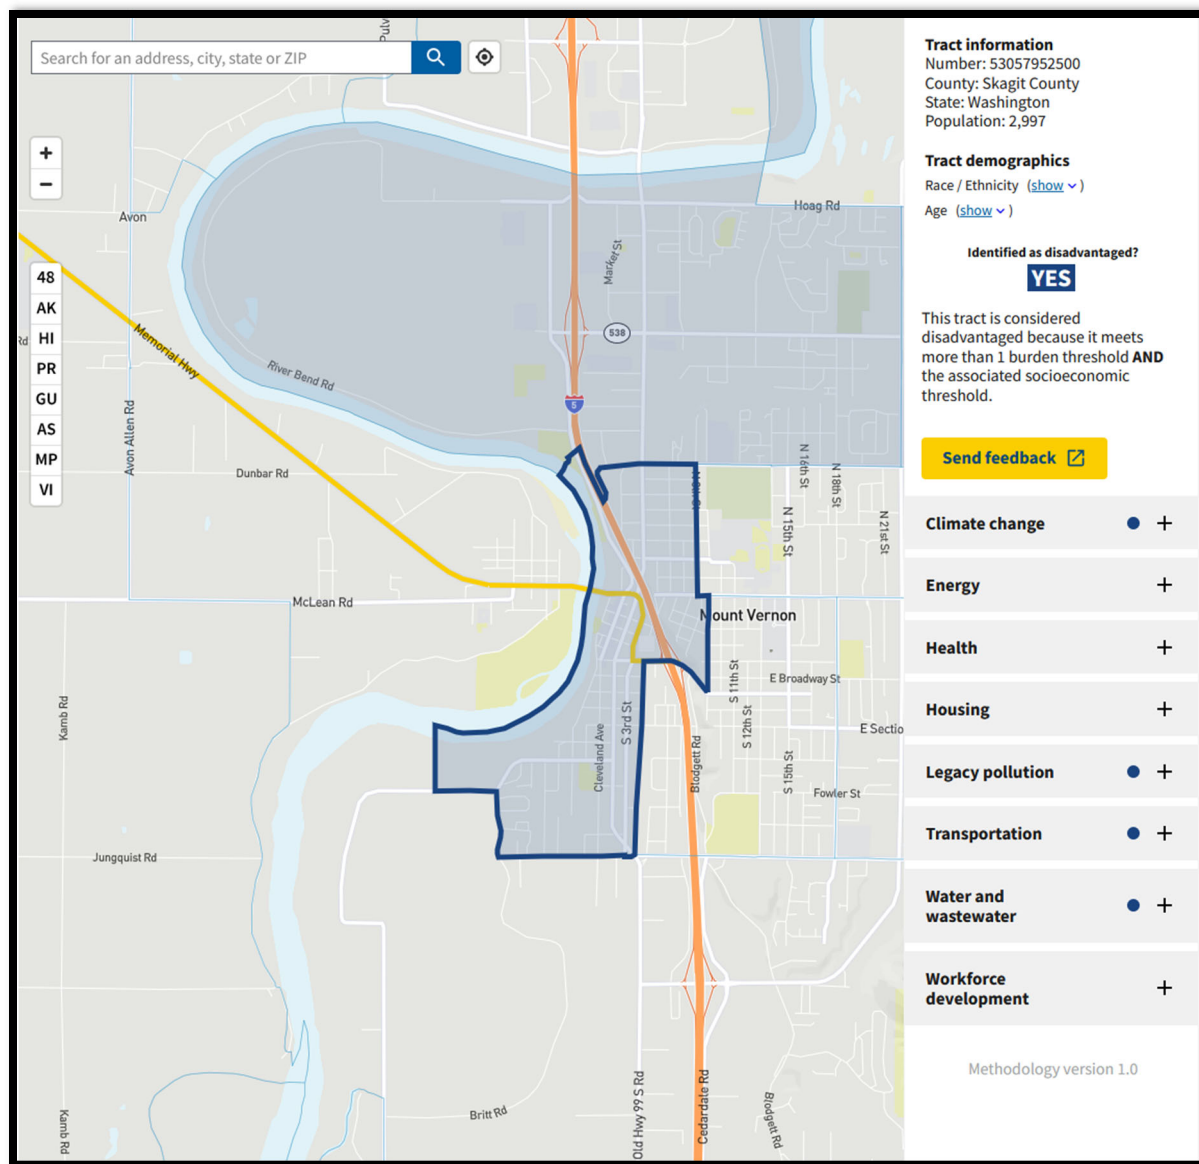 Search for an address, city, state or ZIP
+
−
48
AK
HI
PR
GU
AS
MP
VI
Avon
Hoag Rd
Market St
538
Rd
Memorial Hwy
River Bend Rd
5
Avon Allen Rd
Dunbar Rd
N 16th St
N 18th St
N 15th St
N 21st St
McLean Rd
Mount Vernon
S 11th St
E Broadway St
Kamb Rd
S 3rd St
S 12th St
E Sectio
Cleveland Ave
Blodgett Rd
S 15th St
Fowler St
Jungquist Rd
Kamb Rd
Britt Rd
Old Hwy 99 S Rd
Cedardale Rd
Blodgett Rd
Tract information
Number: 53057952500
County: Skagit County
State: Washington
Population: 2,997
Tract demographics
Race / Ethnicity (show )
Age (show )
Identified as disadvantaged?
YES
This tract is considered
disadvantaged because it meets
more than 1 burden threshold AND
the associated socioeconomic
threshold.
Send feedback
Climate change +
Energy +
Health +
Housing +
Legacy pollution +
Transportation +
Water and
wastewater +
Workforce
development +
Methodology version 1.0